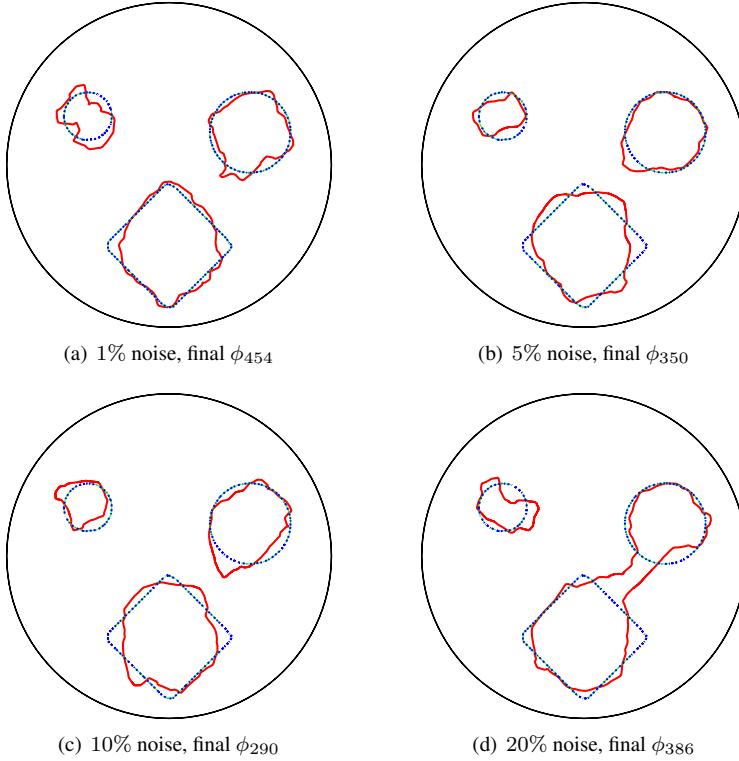 (a) 1% noise, final ϕ₄₅₄
(b) 5% noise, final ϕ₃₅₀
(c) 10% noise, final ϕ₂₉₀
(d) 20% noise, final ϕ₃₈₆